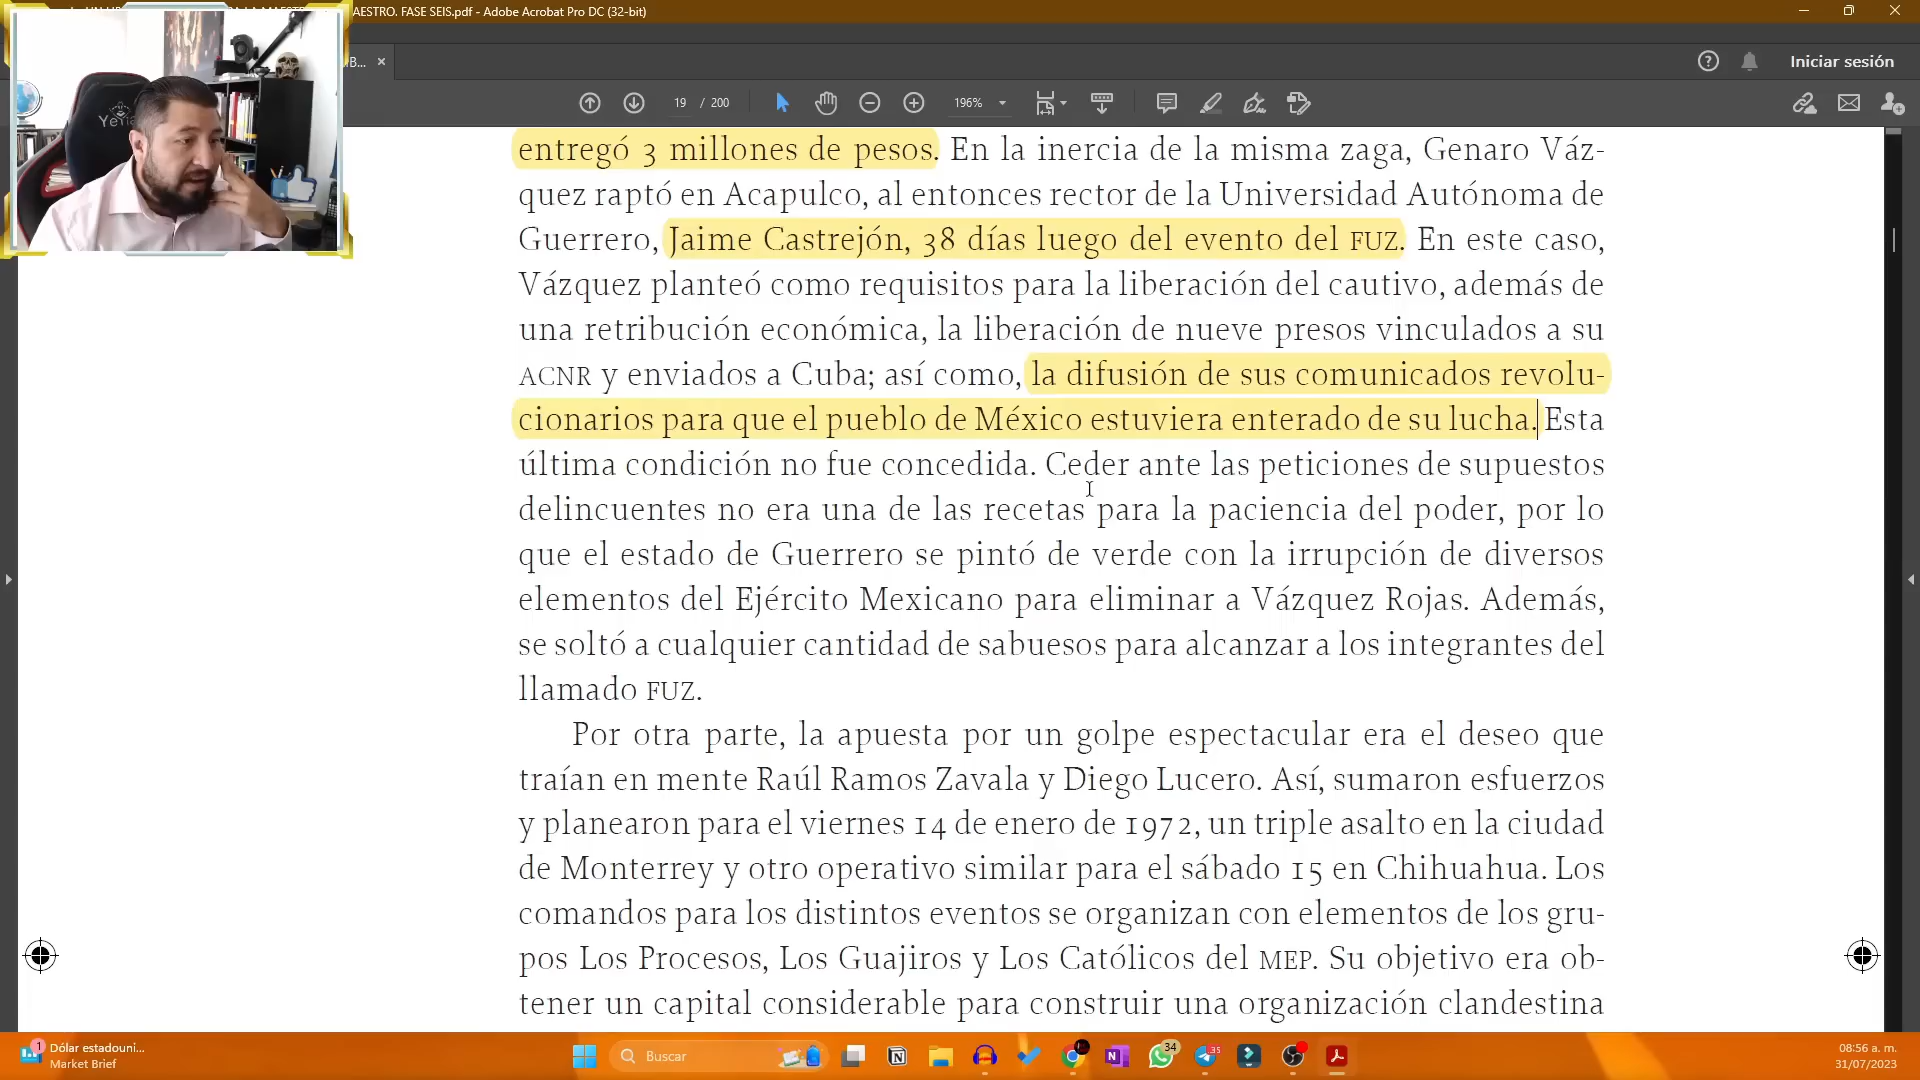 AESTRO. FASE SEIS.pdf - Adobe Acrobat Pro DC (32-bit)
B...
Iniciar sesión
19 / 200
196%
entregó 3 millones de pesos. En la inercia de la misma zaga, Genaro Váz-
quez raptó en Acapulco, al entonces rector de la Universidad Autónoma de
Guerrero, Jaime Castrejón, 38 días luego del evento del FUZ. En este caso,
Vázquez planteó como requisitos para la liberación del cautivo, además de
una retribución económica, la liberación de nueve presos vinculados a su
ACNR y enviados a Cuba; así como, la difusión de sus comunicados revolu-
cionarios para que el pueblo de México estuviera enterado de su lucha. Esta
última condición no fue concedida. Ceder ante las peticiones de supuestos
delincuentes no era una de las recetas para la paciencia del poder, por lo
que el estado de Guerrero se pintó de verde con la irrupción de diversos
elementos del Ejército Mexicano para eliminar a Vázquez Rojas. Además,
se soltó a cualquier cantidad de sabuesos para alcanzar a los integrantes del
llamado FUZ.
Por otra parte, la apuesta por un golpe espectacular era el deseo que
traían en mente Raúl Ramos Zavala y Diego Lucero. Así, sumaron esfuerzos
y planearon para el viernes 14 de enero de 1972, un triple asalto en la ciudad
de Monterrey y otro operativo similar para el sábado 15 en Chihuahua. Los
comandos para los distintos eventos se organizan con elementos de los gru-
pos Los Procesos, Los Guajiros y Los Católicos del MEP. Su objetivo era ob-
tener un capital considerable para construir una organización clandestina
1
Dólar estadouni...
Market Brief
Buscar
34
35
08:56 a. m.
31/07/2023